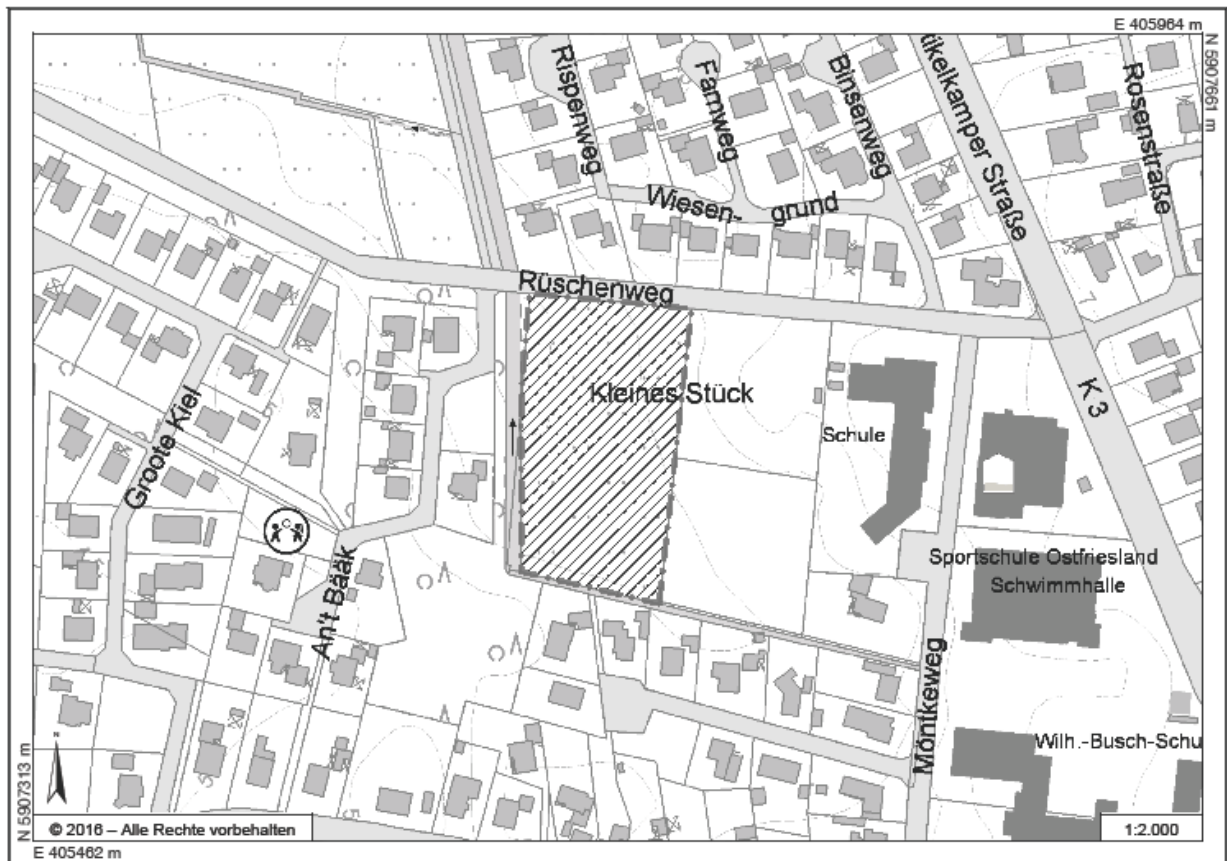 E 405964 m
N 5907661 m
Rispenweg
Farnweg
Binsenweg
tikelkamper Straße
Rosenstraße
Wiesen- grund
Rüschenweg
Kleines Stück
K 3
Groote Kiel
Schule
Sportschule Ostfriesland
Schwimmhalle
An't Bääk
Möntkeweg
Wilh.-Busch-Schu
N
N 5907313 m
© 2016 – Alle Rechte vorbehalten
1:2.000
E 405462 m